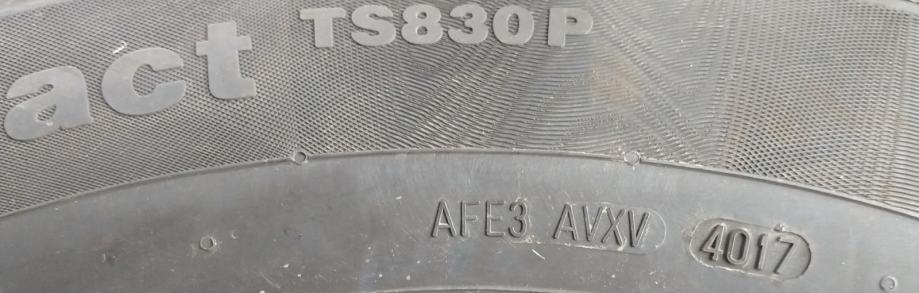 act TS830P
AFE3 AVXV 4017